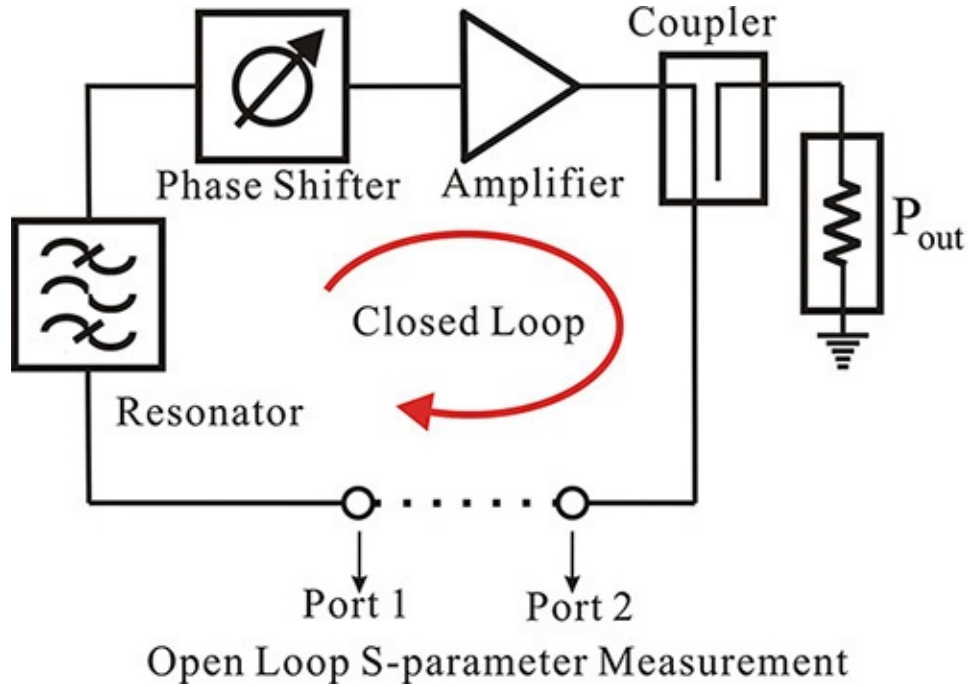 Coupler
Phase Shifter
Amplifier
Pout
Closed Loop
Resonator
Port 1
Port 2
Open Loop S-parameter Measurement